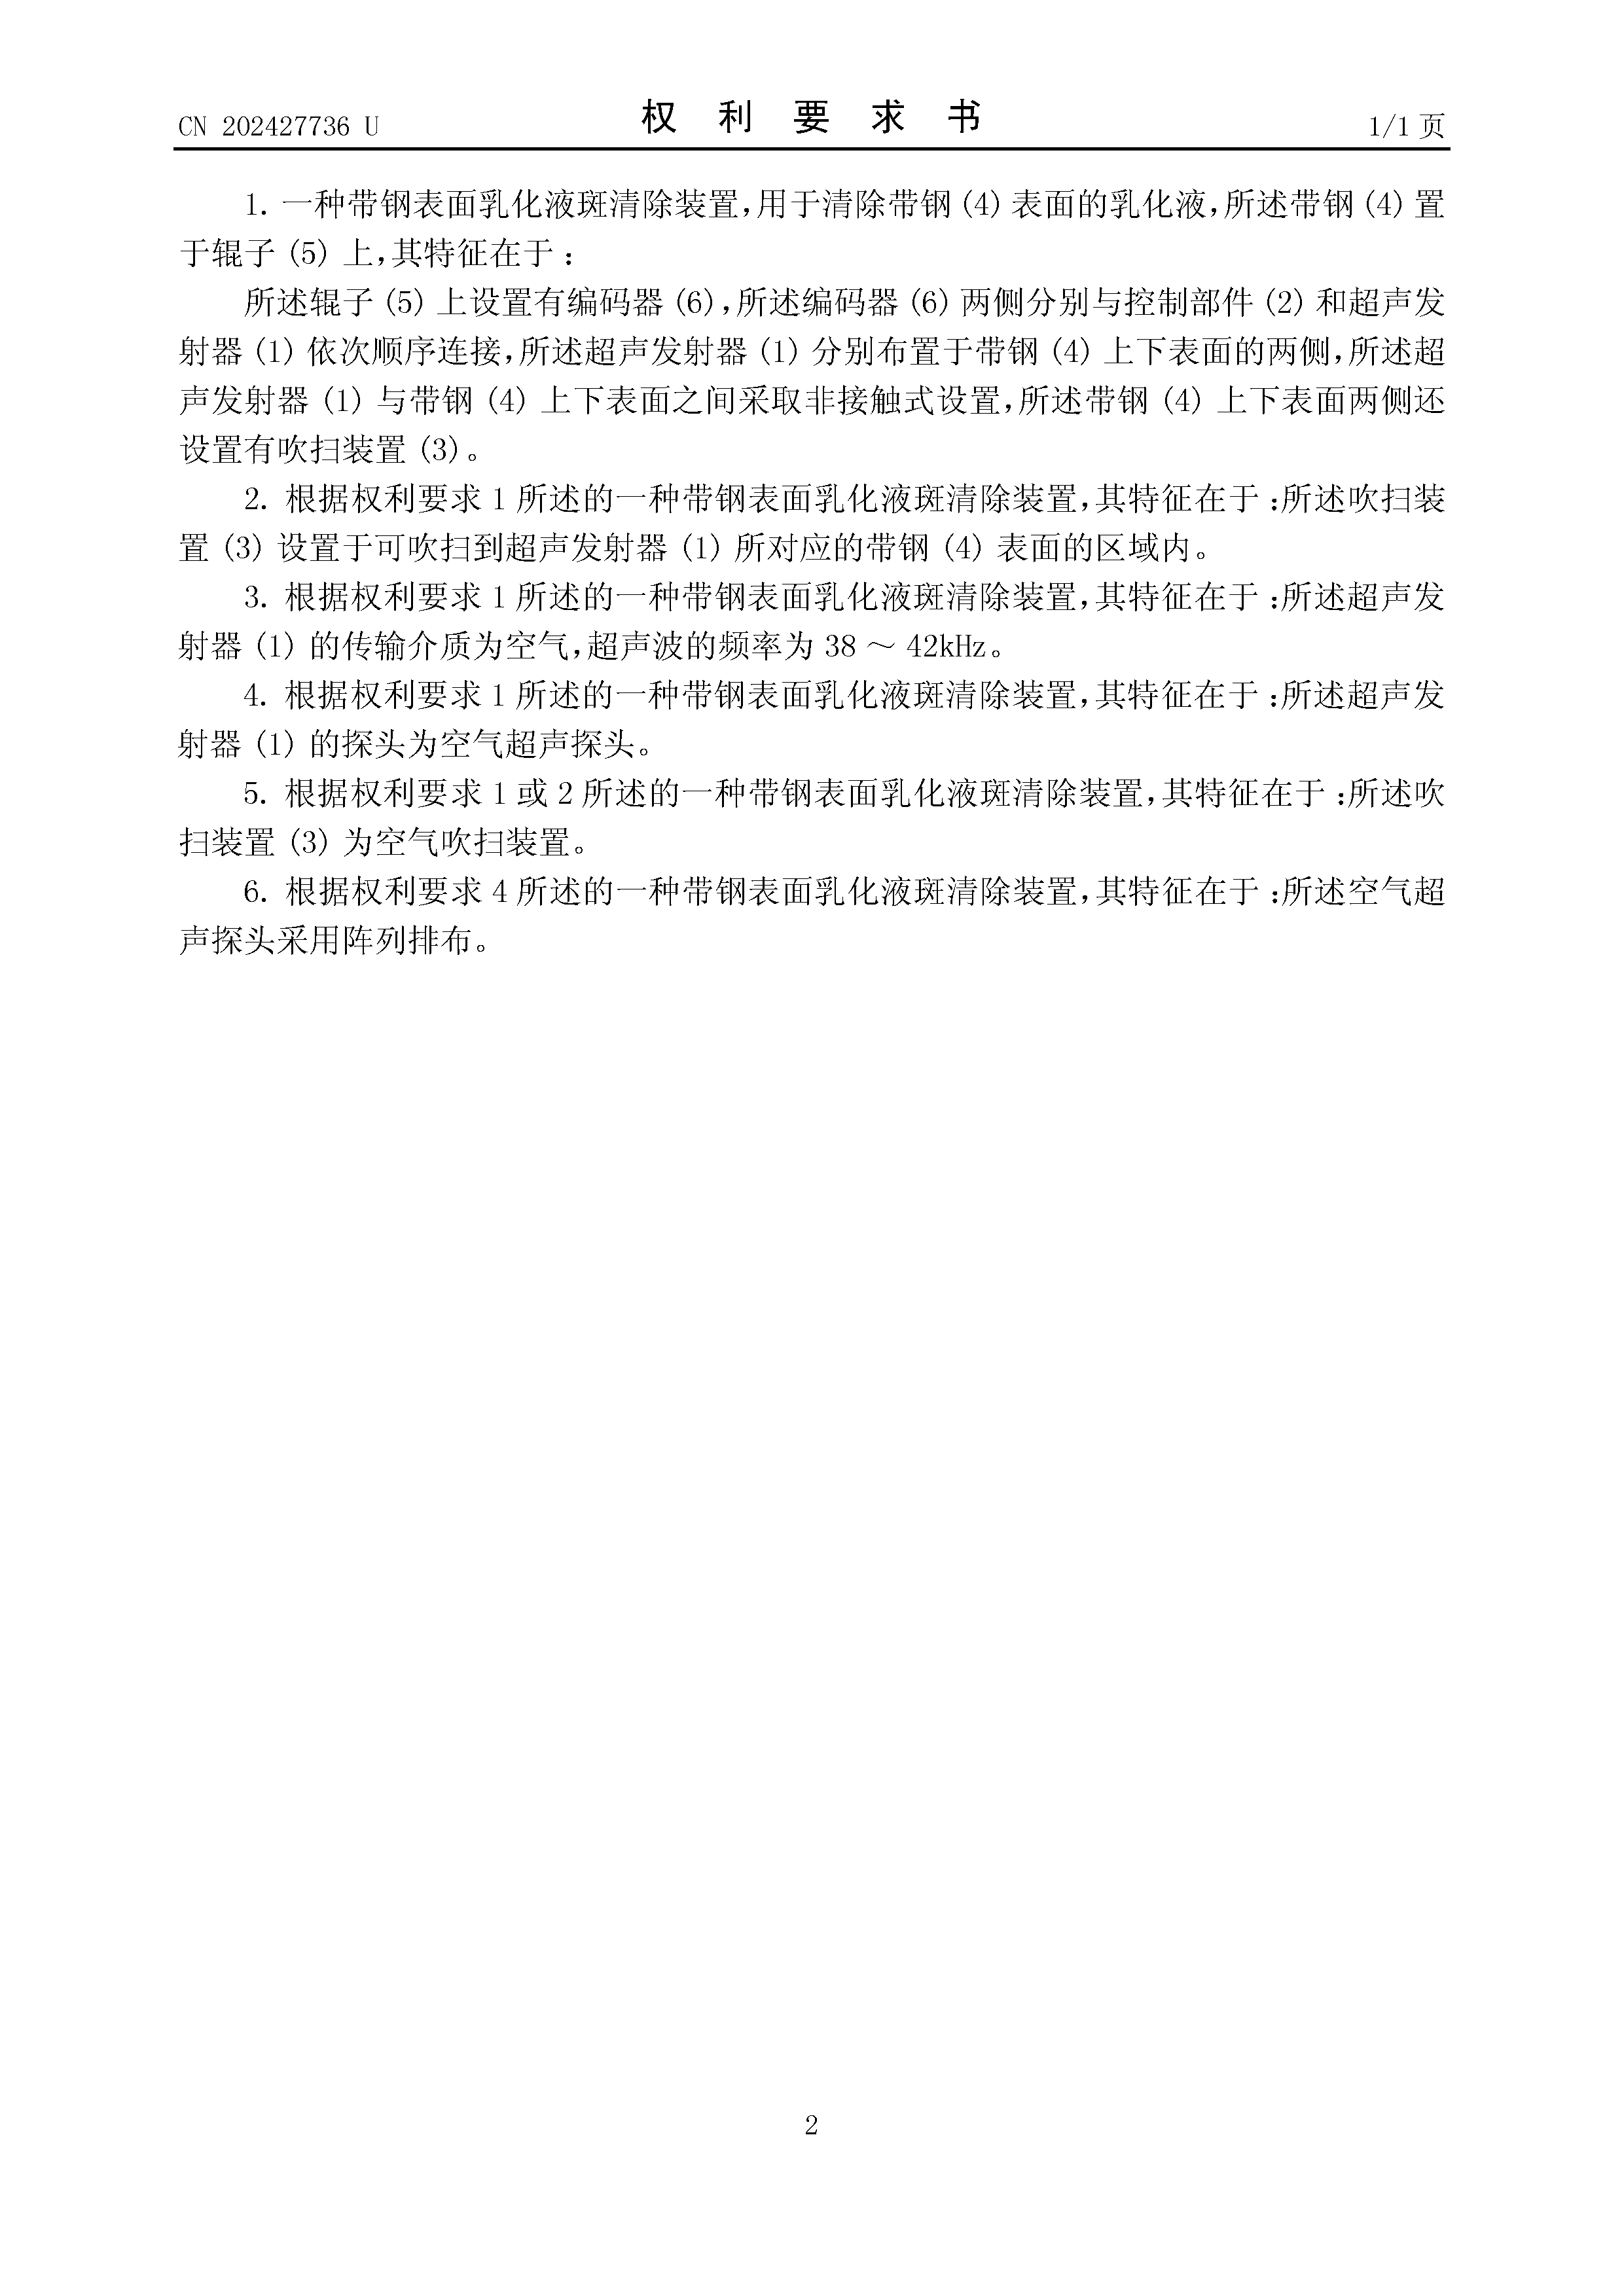 CN 202427736 U
权 利 要 求 书
1/1 页
1. 一种带钢表面乳化液斑清除装置,用于清除带钢 (4) 表面的乳化液,所述带钢 (4) 置
于辊子 (5) 上,其特征在于 :
所述辊子 (5) 上设置有编码器 (6),所述编码器 (6) 两侧分别与控制部件 (2) 和超声发
射器 (1) 依次顺序连接,所述超声发射器 (1) 分别布置于带钢 (4) 上下表面的两侧,所述超
声发射器 (1) 与带钢 (4) 上下表面之间采取非接触式设置,所述带钢 (4) 上下表面两侧还
设置有吹扫装置 (3)。
2. 根据权利要求 1 所述的一种带钢表面乳化液斑清除装置,其特征在于 :所述吹扫装
置 (3) 设置于可吹扫到超声发射器 (1) 所对应的带钢 (4) 表面的区域内。
3. 根据权利要求 1 所述的一种带钢表面乳化液斑清除装置,其特征在于 :所述超声发
射器 (1) 的传输介质为空气,超声波的频率为 38 ~ 42kHz。
4. 根据权利要求 1 所述的一种带钢表面乳化液斑清除装置,其特征在于 :所述超声发
射器 (1) 的探头为空气超声探头。
5. 根据权利要求 1 或 2 所述的一种带钢表面乳化液斑清除装置,其特征在于 :所述吹
扫装置 (3) 为空气吹扫装置。
6. 根据权利要求 4 所述的一种带钢表面乳化液斑清除装置,其特征在于 :所述空气超
声探头采用阵列排布。
2